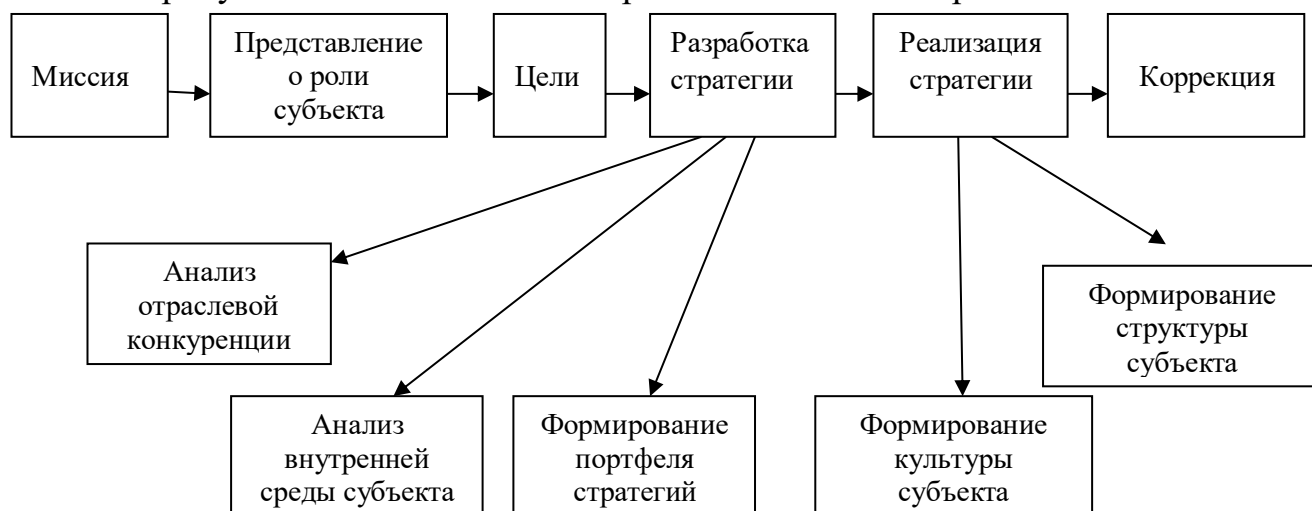 Миссия
Представление
о роли
субъекта
Цели
Разработка
стратегии
Реализация
стратегии
Коррекция
Анализ
отраслевой
конкуренции
Формирование
структуры
субъекта
Анализ
внутренней
среды субъекта
Формирование
портфеля
стратегий
Формирование
культуры
субъекта